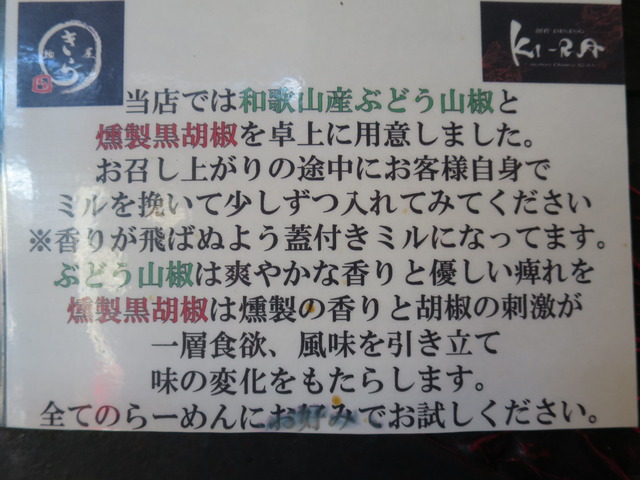 麺屋
きら
KI-RA
当店では和歌山産ぶどう山椒と
燻製黒胡椒を卓上に用意しました。
お召し上がりの途中にお客様自身で
ミルを挽いて少しずつ入れてみてください
※香りが飛ばぬよう蓋付きミルになってます。
ぶどう山椒は爽やかな香りと優しい痺れを
燻製黒胡椒は燻製の香りと胡椒の刺激が
一層食欲、風味を引き立て
味の変化をもたらします。
全てのらーめんにお好みでお試しください。